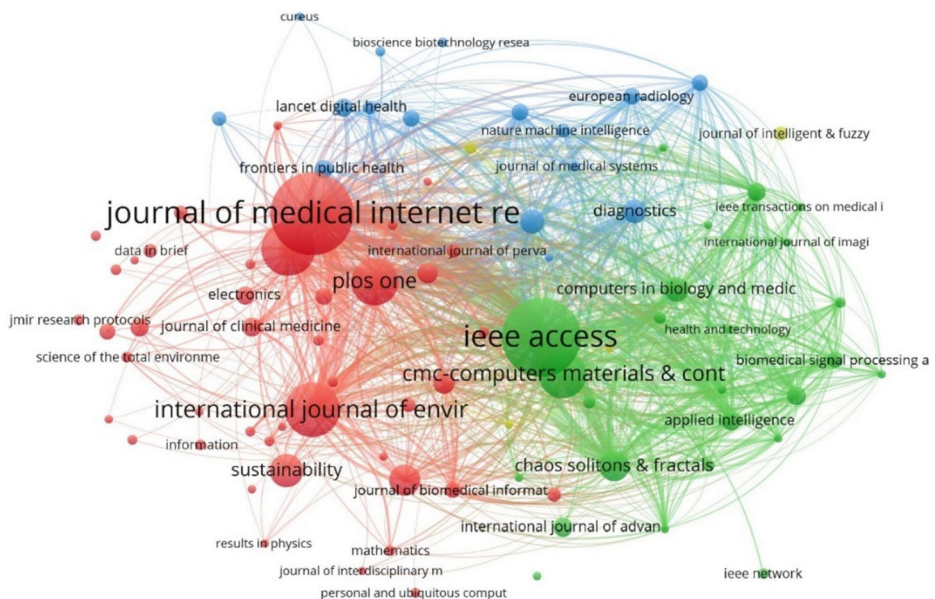 cureus
bioscience biotechnology resea
european radiology
lancet digital health
nature machine intelligence
journal of intelligent & fuzzy
frontiers in public health
journal of medical systems
journal of medical internet re
diagnostics
ieee transactions on medical i
international journal of imagi
data in brief
international journal of perva
plos one
computers in biology and medic
electronics
jmir research protocols
journal of clinical medicine
health and technology
ieee access
science of the total environme
biomedical signal processing a
cmc-computers materials & cont
international journal of envir
applied intelligence
information
sustainability
chaos solitons & fractals
journal of biomedical informat
international journal of advan
results in physics
mathematics
journal of interdisciplinary m
ieee network
personal and ubiquitous comput